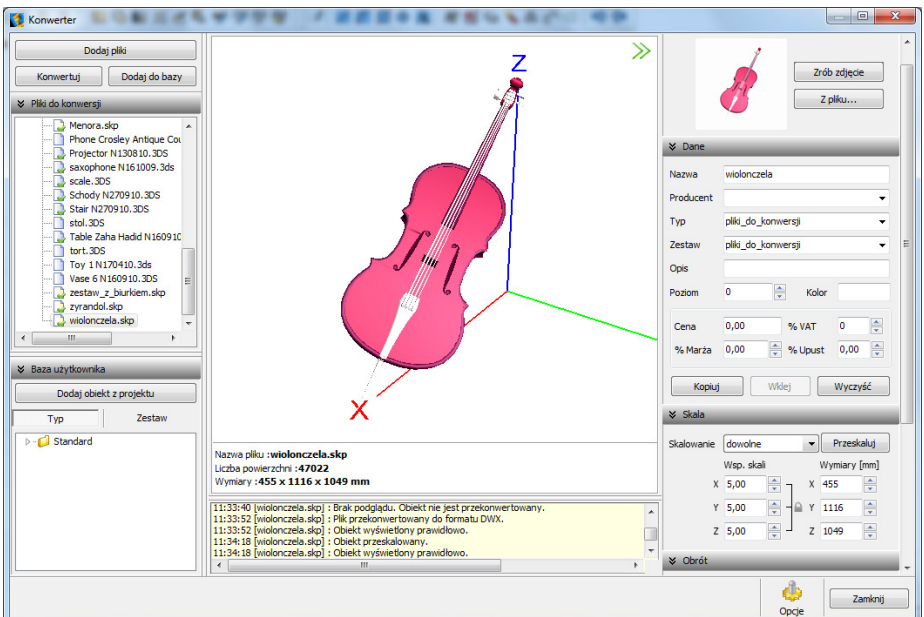 Konwerter
Dodaj pliki
Konwertuj
Dodaj do bazy
Pliki do konwersji
Menora.skp
Phone Crosley Antique Cou
Projector N130810.3DS
saxophone N161009.3ds
scale.3DS
Schody N270910.3DS
Stair N270910.3DS
stol.3DS
Table Zaha Hadid N160910
tort.3DS
Toy 1 N170410.3ds
Vase 6 N160910.3DS
zestaw_z_biurkiem.skp
zyrandol.skp
wiolonczela.skp
Baza użytkownika
Dodaj obiekt z projektu
Typ
Zestaw
Standard
Z
X
Nazwa pliku :wiolonczela.skp
Liczba powierzchni :47022
Wymiary :455 x 1116 x 1049 mm
11:33:40 [wiolonczela.skp] : Brak podglądu. Obiekt nie jest przekonwertowany.
11:33:52 [wiolonczela.skp] : Plik przekonwertowany do formatu DWX.
11:33:52 [wiolonczela.skp] : Obiekt wyświetlony prawidłowo.
11:34:18 [wiolonczela.skp] : Obiekt przeskalowany.
11:34:18 [wiolonczela.skp] : Obiekt wyświetlony prawidłowo.
Zrób zdjęcie
Z pliku...
Dane
Nazwa wiolonczela
Producent
Typ pliki_do_konwersji
Zestaw pliki_do_konwersji
Opis
Poziom 0 Kolor
Cena 0,00 % VAT 0
% Marża 0,00 % Upust 0,00
Kopiuj Wklej Wyczyść
Skala
Skalowanie dowolne Przeskaluj
Wsp. skali Wymiary [mm]
X 5,00 X 455
Y 5,00 Y 1116
Z 5,00 Z 1049
Obrót
Opcje
Zamknij